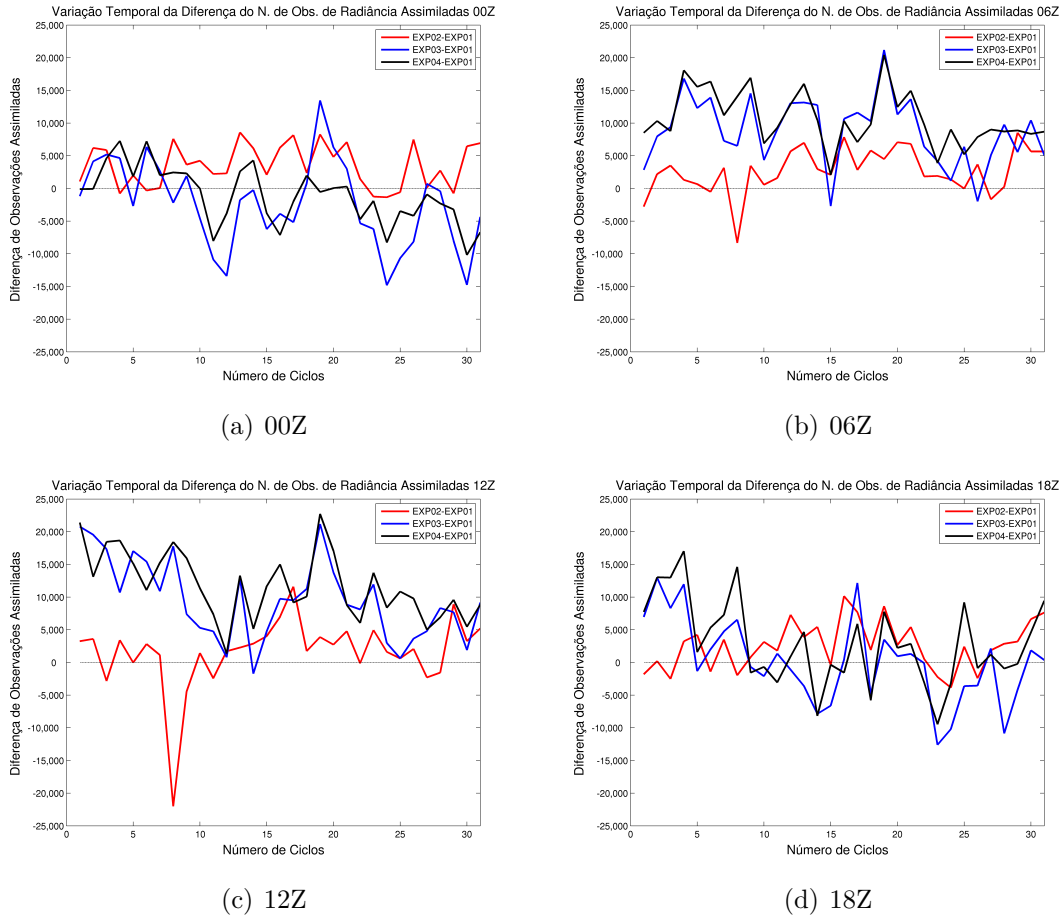 Variação Temporal da Diferença do N. de Obs. de Radiância Assimiladas 00Z
25,000
20,000
15,000
10,000
5,000
0
-5,000
-10,000
-15,000
-20,000
-25,000
0 5 10 15 20 25 30
Diferença de Observações Assimiladas
Número de Ciclos
EXP02-EXP01
EXP03-EXP01
EXP04-EXP01
(a) 00Z
Variação Temporal da Diferença do N. de Obs. de Radiância Assimiladas 06Z
25,000
20,000
15,000
10,000
5,000
0
-5,000
-10,000
-15,000
-20,000
-25,000
0 5 10 15 20 25 30
Diferença de Observações Assimiladas
Número de Ciclos
EXP02-EXP01
EXP03-EXP01
EXP04-EXP01
(b) 06Z
Variação Temporal da Diferença do N. de Obs. de Radiância Assimiladas 12Z
25,000
20,000
15,000
10,000
5,000
0
-5,000
-10,000
-15,000
-20,000
-25,000
0 5 10 15 20 25 30
Diferença de Observações Assimiladas
Número de Ciclos
EXP02-EXP01
EXP03-EXP01
EXP04-EXP01
(c) 12Z
Variação Temporal da Diferença do N. de Obs. de Radiância Assimiladas 18Z
25,000
20,000
15,000
10,000
5,000
0
-5,000
-10,000
-15,000
-20,000
-25,000
0 5 10 15 20 25 30
Diferença de Observações Assimiladas
Número de Ciclos
EXP02-EXP01
EXP03-EXP01
EXP04-EXP01
(d) 18Z